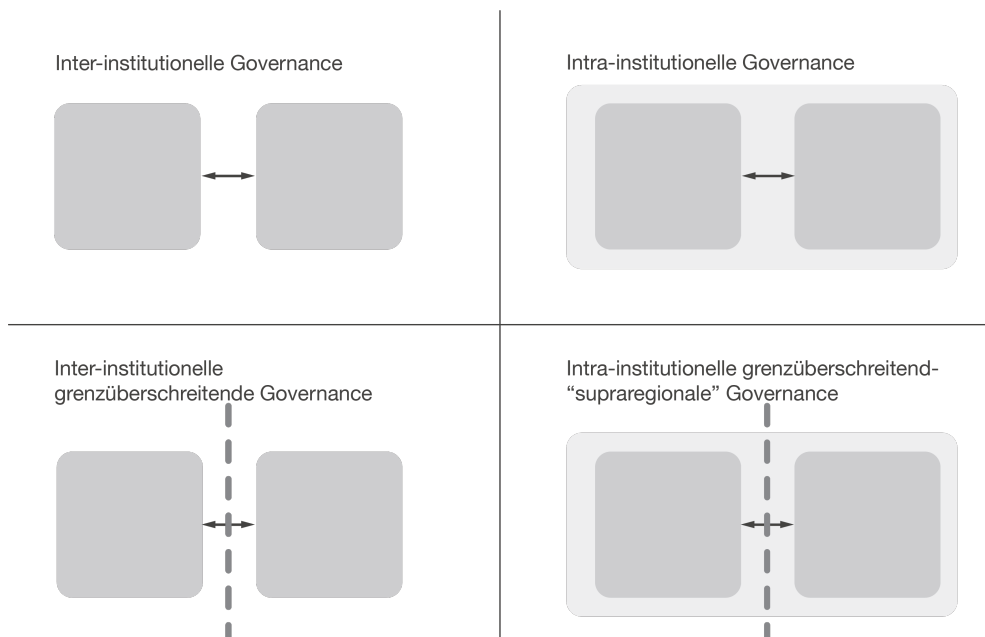 Inter-institutionelle Governance
Intra-institutionelle Governance
Inter-institutionelle
grenzüberschreitende Governance
Intra-institutionelle grenzüberschreitend-
“supraregionale” Governance